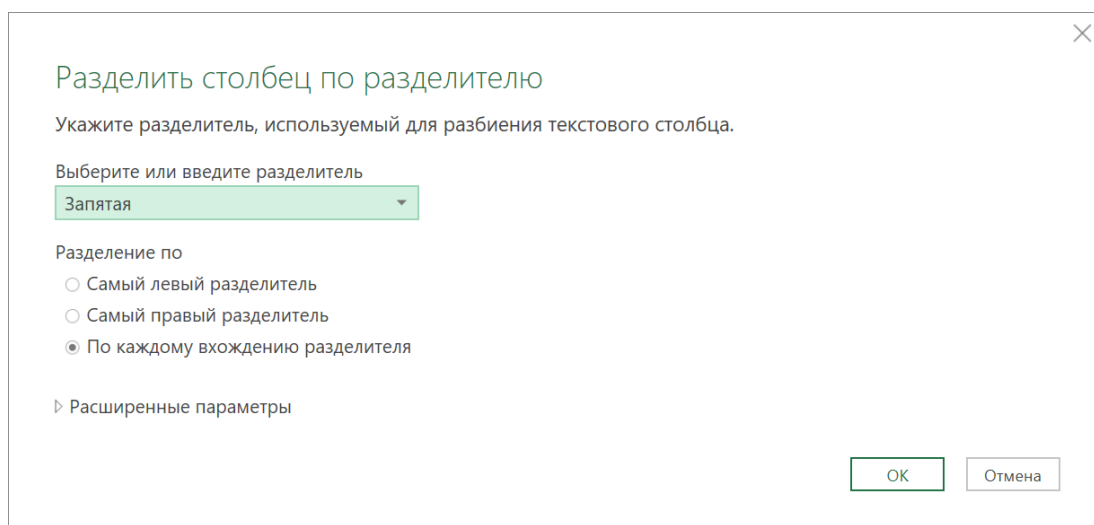 Разделить столбец по разделителю
Укажите разделитель, используемый для разбиения текстового столбца.
Выберите или введите разделитель
Запятая
Разделение по
Самый левый разделитель
Самый правый разделитель
По каждому вхождению разделителя
Расширенные параметры
ОК
Отмена